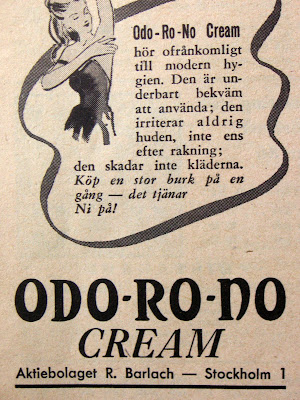 Odo-Ro-No Cream
hör ofrånkomligt
till modern hy-
gien. Den är un-
derbart bekväm
att använda; den
irriterar aldrig
huden, inte ens
efter rakning;
den skadar inte kläderna.
Köp en stor burk på en
gång — det tjänar
Ni på!
ODO-RO-NO
CREAM
Aktiebolaget R. Barlach — Stockholm 1